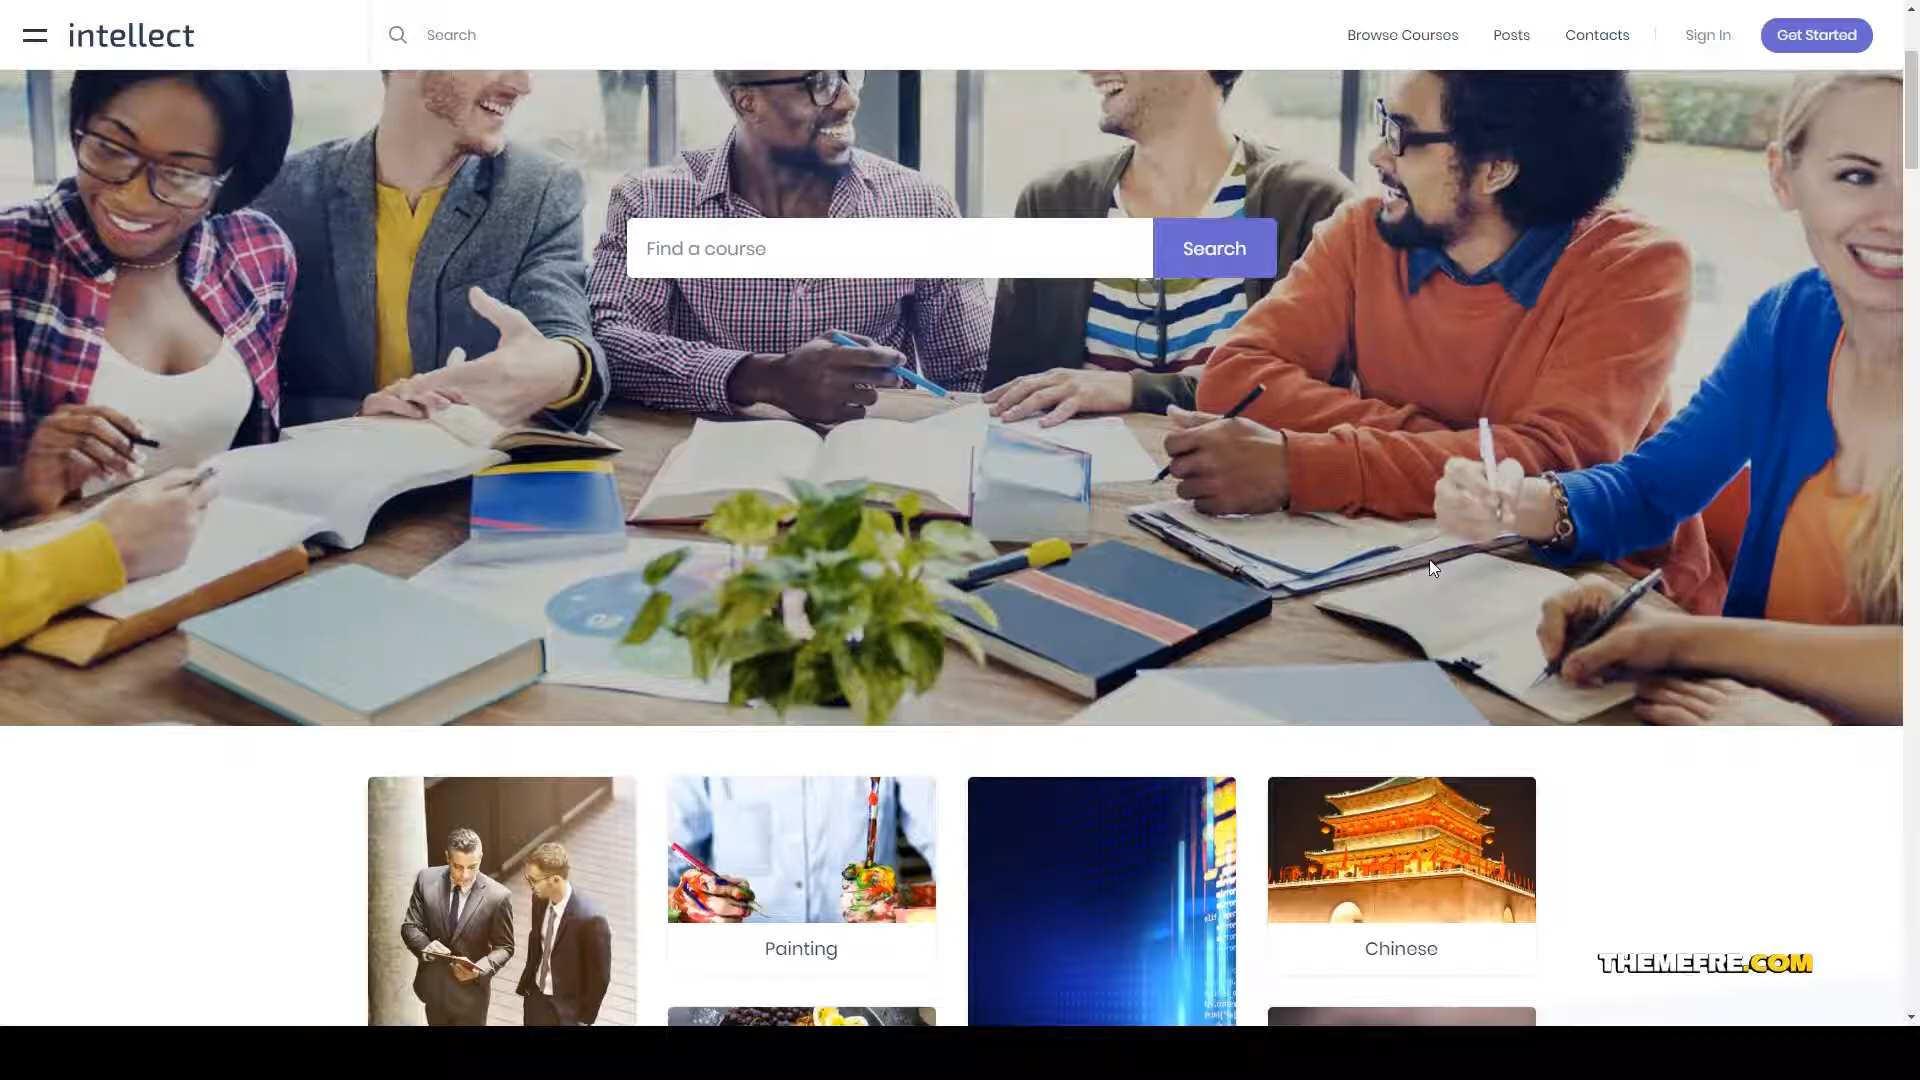 intellect
Search
Browse Courses
Posts
Contacts
Sign In
Get Started
Find a course
Search
Painting
Chinese
THEMEFRE.COM